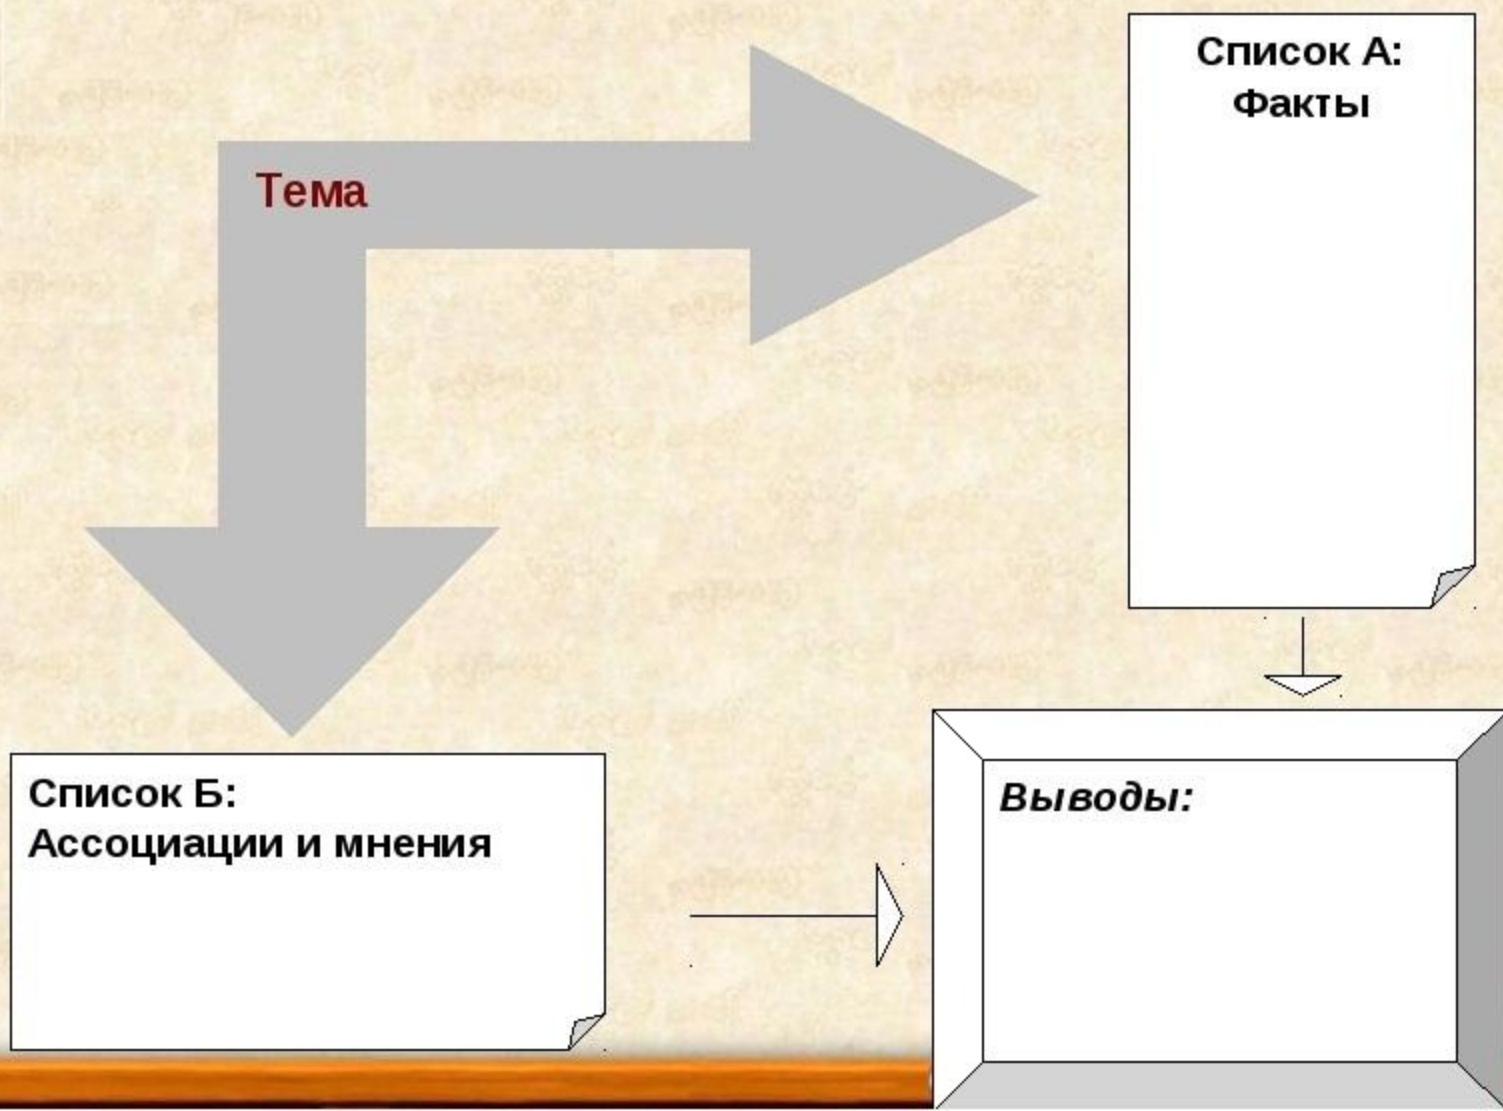 Тема
Список А:
Факты
Список Б:
Ассоциации и мнения
Выводы: